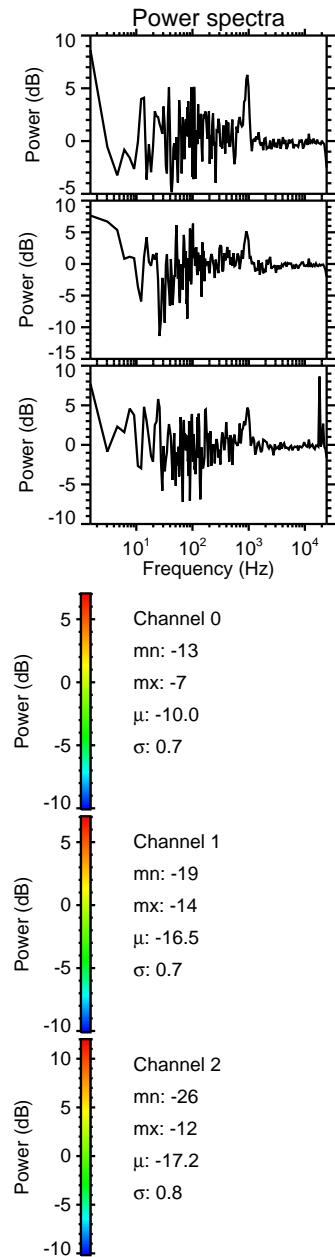 Power spectra
10
5
0
-5
Power (dB)
10
5
0
-5
-10
-15
Power (dB)
10
5
0
-5
-10
Power (dB)
10¹ 10² 10³ 10⁴
Frequency (Hz)
5
0
-5
-10
Power (dB)
Channel 0
mn: -13
mx: -7
μ: -10.0
σ: 0.7
5
0
-5
-10
Power (dB)
Channel 1
mn: -19
mx: -14
μ: -16.5
σ: 0.7
10
5
0
-5
-10
Power (dB)
Channel 2
mn: -26
mx: -12
μ: -17.2
σ: 0.8